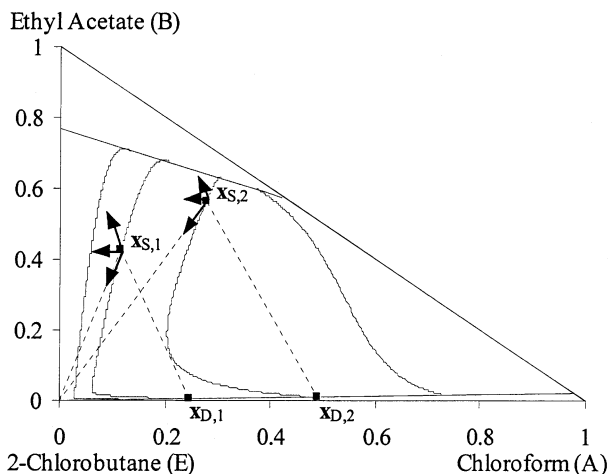 Ethyl Acetate (B)
1
0.8
0.6
0.4
0.2
0
xS,2
xS,1
xD,1
xD,2
0 0.2 0.4 0.6 0.8 1
2-Chlorobutane (E) Chloroform (A)